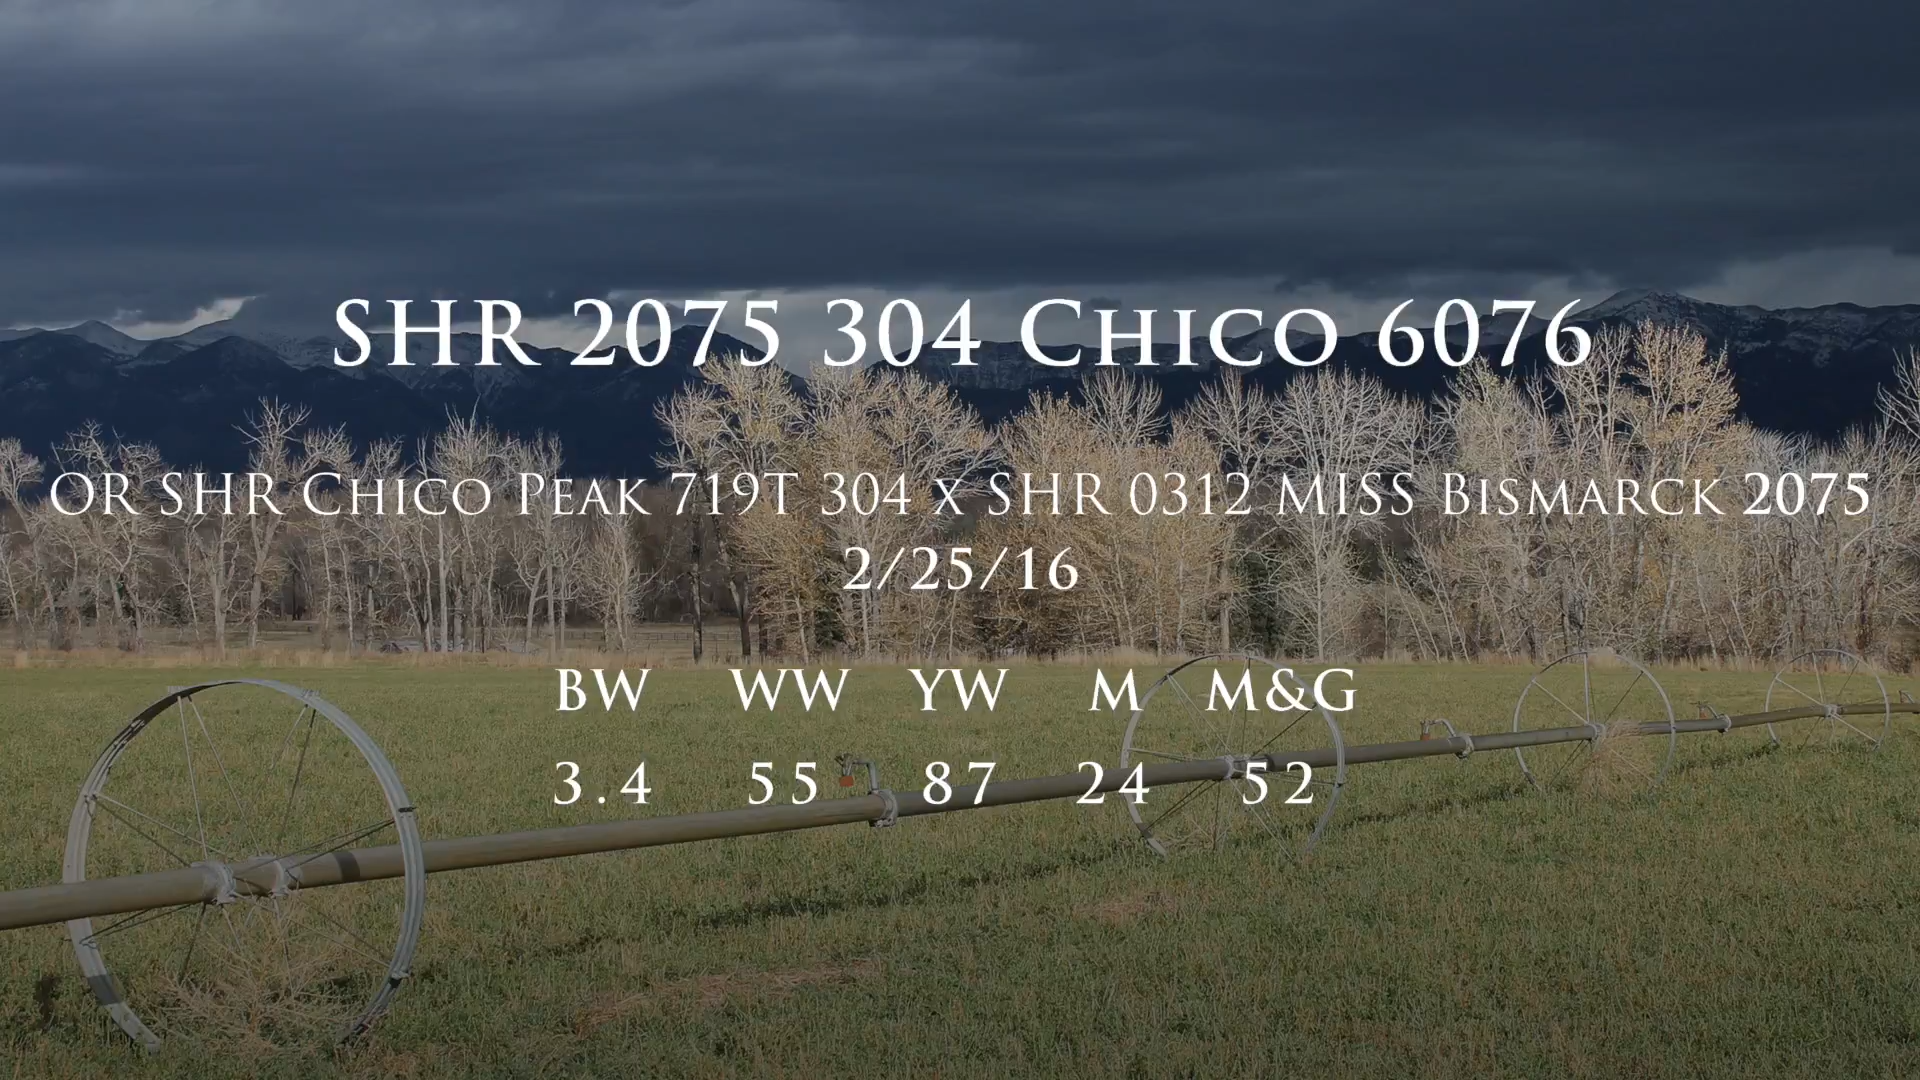 SHR 2075 304 Chico 6076
OR SHR Chico Peak 719T 304 x SHR 0312 MISS Bismarck 2075
2/25/16
BW WW YW M M&G
3.4 55 87 24 52